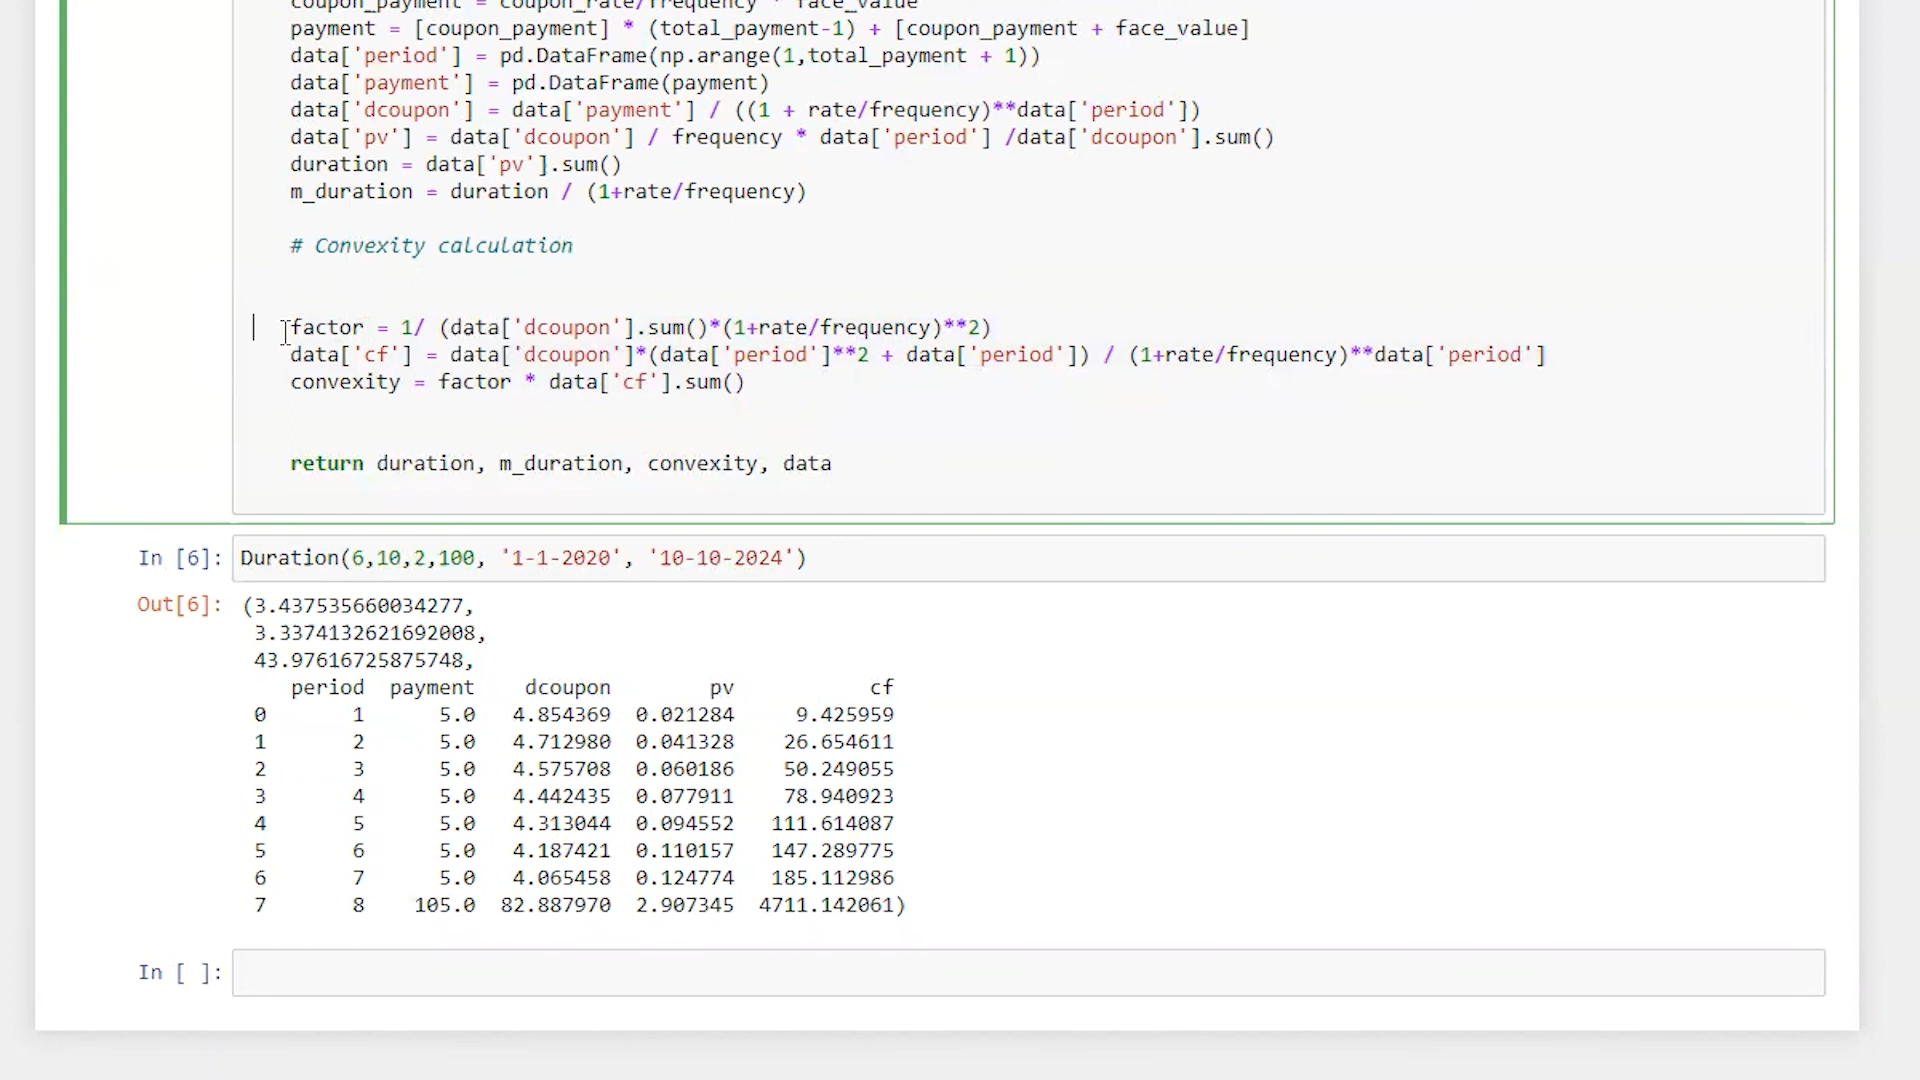 coupon_payment = coupon_rate/frequency * face_value
payment = [coupon_payment] * (total_payment-1) + [coupon_payment + face_value]
data['period'] = pd.DataFrame(np.arange(1,total_payment + 1))
data['payment'] = pd.DataFrame(payment)
data['dcoupon'] = data['payment'] / ((1 + rate/frequency)**data['period'])
data['pv'] = data['dcoupon'] / frequency * data['period'] /data['dcoupon'].sum()
duration = data['pv'].sum()
m_duration = duration / (1+rate/frequency)
# Convexity calculation
factor = 1/ (data['dcoupon'].sum()*(1+rate/frequency)**2)
data['cf'] = data['dcoupon']*(data['period']**2 + data['period']) / (1+rate/frequency)**data['period']
convexity = factor * data['cf'].sum()
return duration, m_duration, convexity, data
In [6]: Duration(6,10,2,100, '1-1-2020', '10-10-2024')
Out[6]: (3.437535660034277,
3.3374132621692008,
43.97616725875748,
period payment dcoupon pv cf
0 1 5.0 4.854369 0.021284 9.425959
1 2 5.0 4.712980 0.041328 26.654611
2 3 5.0 4.575708 0.060186 50.249055
3 4 5.0 4.442435 0.077911 78.940923
4 5 5.0 4.313044 0.094552 111.614087
5 6 5.0 4.187421 0.110157 147.289775
6 7 5.0 4.065458 0.124774 185.112986
7 8 105.0 82.887970 2.907345 4711.142061)
In [ ]: